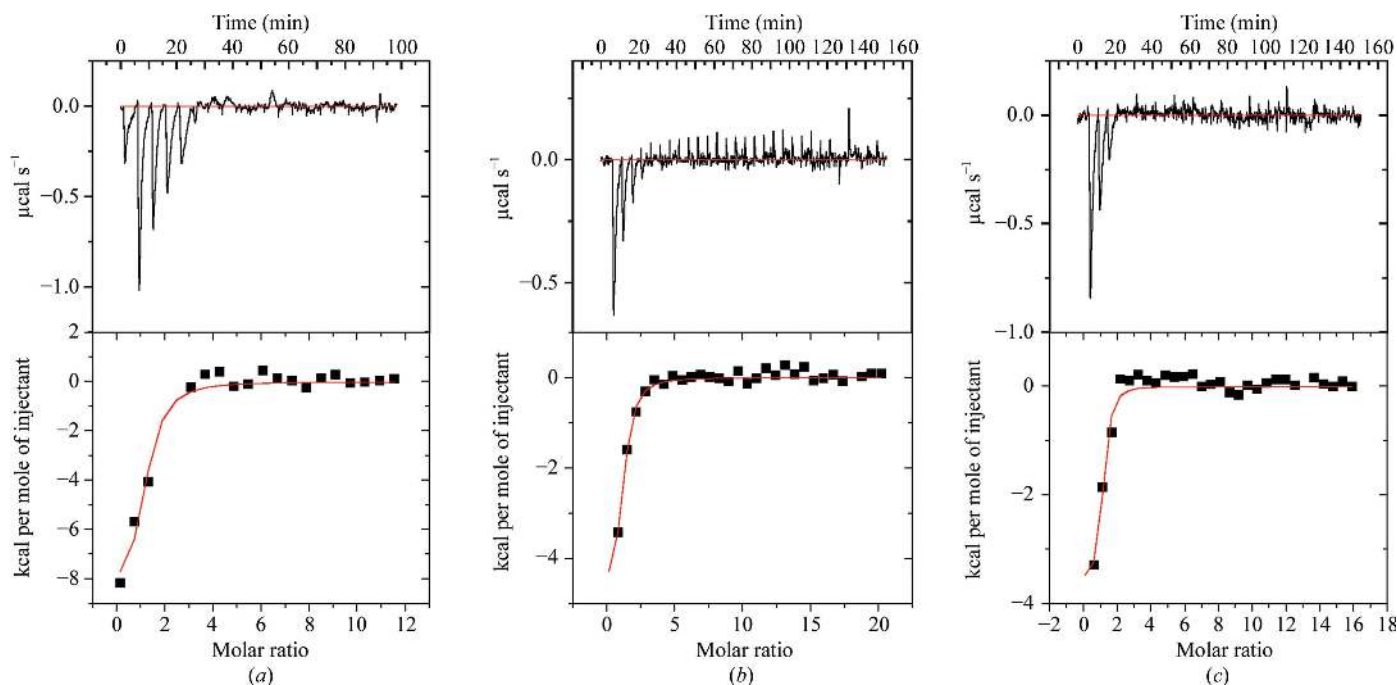 Time (min)
0 20 40 60 80 100
0.0
−0.5
−1.0
µcal s⁻¹
2
0
−2
−4
−6
−8
kcal per mole of injectant
0 2 4 6 8 10 12
Molar ratio
(a)
Time (min)
0 20 40 60 80 100 120 140 160
0.0
−0.5
µcal s⁻¹
0
−2
−4
kcal per mole of injectant
0 5 10 15 20
Molar ratio
(b)
Time (min)
0 20 40 60 80 100 120 140 160
0.0
−0.5
−1.0
µcal s⁻¹
0
−2
−4
kcal per mole of injectant
−2 0 2 4 6 8 10 12 14 16 18
Molar ratio
(c)